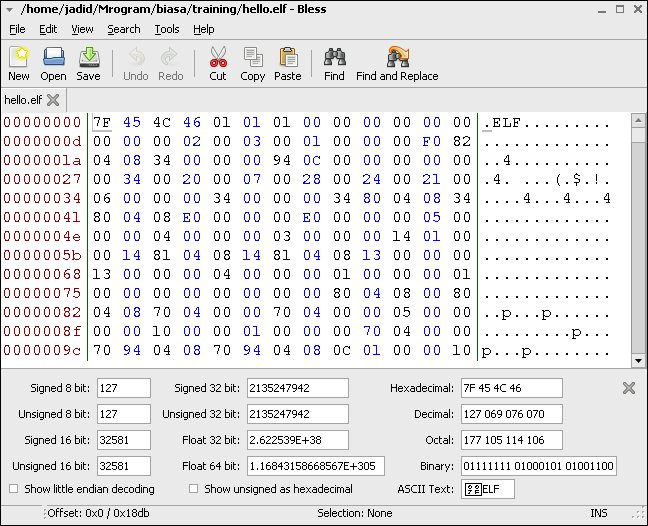 /home/jadid/Mrogram/biasa/training/hello.elf - Bless
File Edit View Search Tools Help
New Open Save Undo Redo Cut Copy Paste Find Find and Replace
hello.elf
00000000 7F 45 4C 46 01 01 01 00 00 00 00 00 00 .ELF.........
0000000d 00 00 00 02 00 03 00 01 00 00 00 F0 82 .............
0000001a 04 08 34 00 00 00 94 0C 00 00 00 00 00 ..4..........
00000027 00 34 00 20 00 07 00 28 00 24 00 21 00 .4. ...(.$.!.
00000034 06 00 00 00 34 00 00 00 34 80 04 08 34 ....4...4...4
00000041 80 04 08 E0 00 00 00 E0 00 00 00 05 00 .............
0000004e 00 00 04 00 00 00 03 00 00 00 14 01 00 .............
0000005b 00 14 81 04 08 14 81 04 08 13 00 00 00 .............
00000068 13 00 00 00 04 00 00 00 01 00 00 00 01 .............
00000075 00 00 00 00 00 00 00 00 80 04 08 00 80 .............
00000082 04 08 70 04 00 00 70 04 00 00 05 00 00 ..p...p......
0000008f 00 00 10 00 00 01 00 00 00 70 04 00 00 .........p...
0000009c 70 94 04 08 70 94 04 08 0C 01 00 00 10 p...p........
Signed 8 bit: 127 Signed 32 bit: 2135247942 Hexadecimal: 7F 45 4C 46
Unsigned 8 bit: 127 Unsigned 32 bit: 2135247942 Decimal: 127 069 076 070
Signed 16 bit: 32581 Float 32 bit: 2.622539E+38 Octal: 177 105 114 106
Unsigned 16 bit: 32581 Float 64 bit: 1.16843158668567E+305 Binary: 01111111 01000101 01001100
Show little endian decoding Show unsigned as hexadecimal ASCII Text: ELF
Offset: 0x0 / 0x18db Selection: None INS